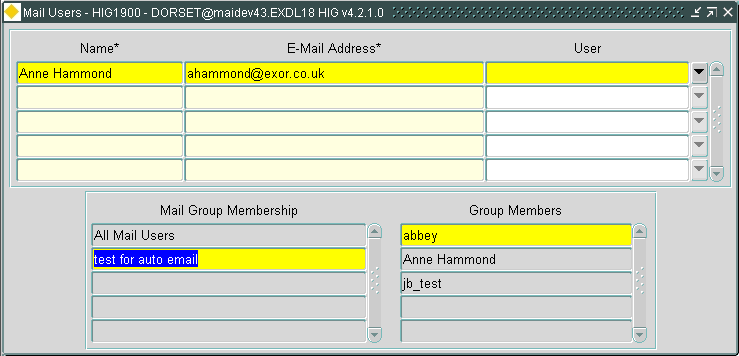 Mail Users - HIG1900 - DORSET@maidev43.EXDL18 HIG v4.2.1.0
Name* E-Mail Address* User
Anne Hammond ahammond@exor.co.uk
Mail Group Membership Group Members
All Mail Users abbey
test for auto email Anne Hammond
jb_test